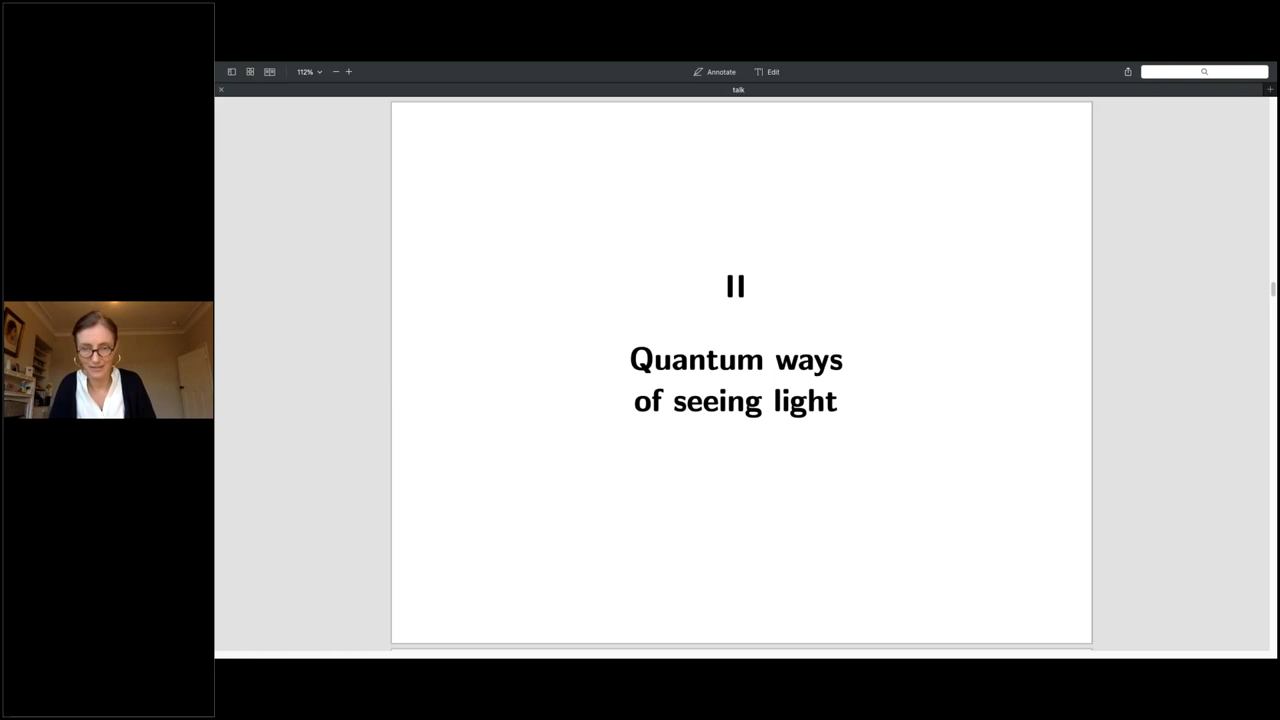 112%
Annotate
Edit
talk
II
Quantum ways
of seeing light